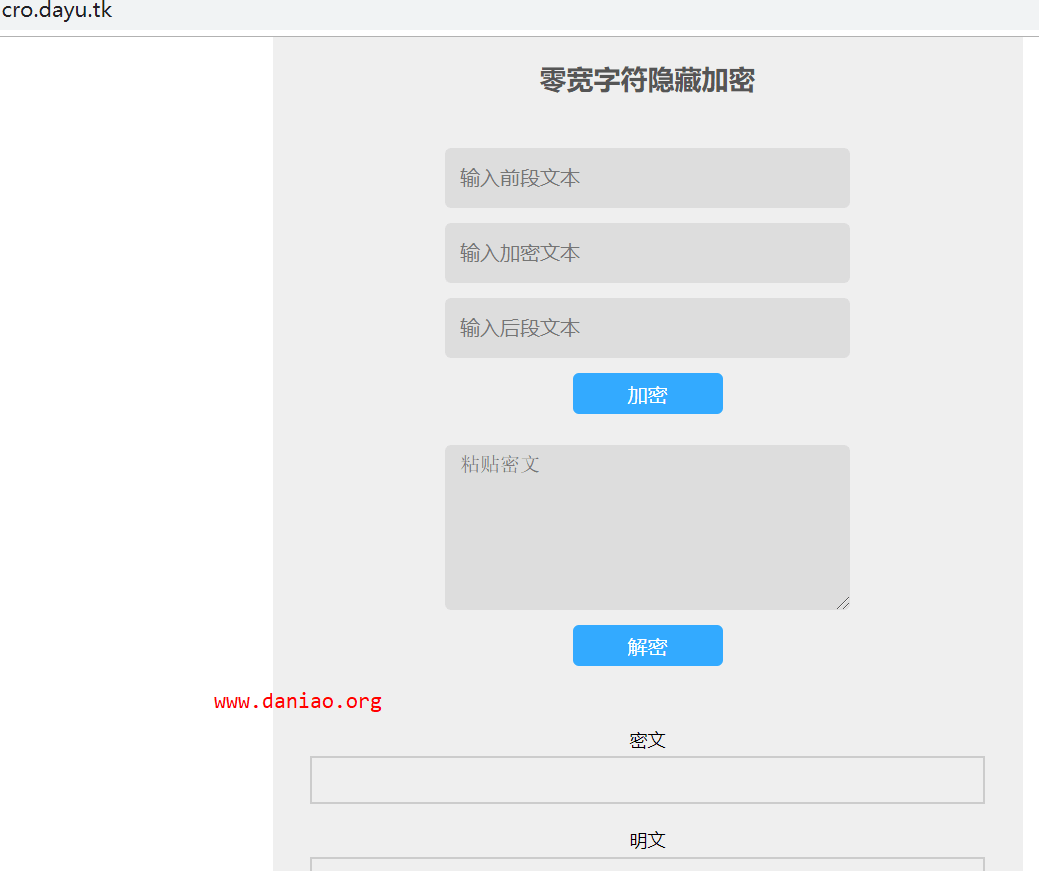 cro.dayu.tk
零宽字符隐藏加密
输入前段文本
输入加密文本
输入后段文本
加密
粘贴密文
解密
www.daniao.org
密文
明文